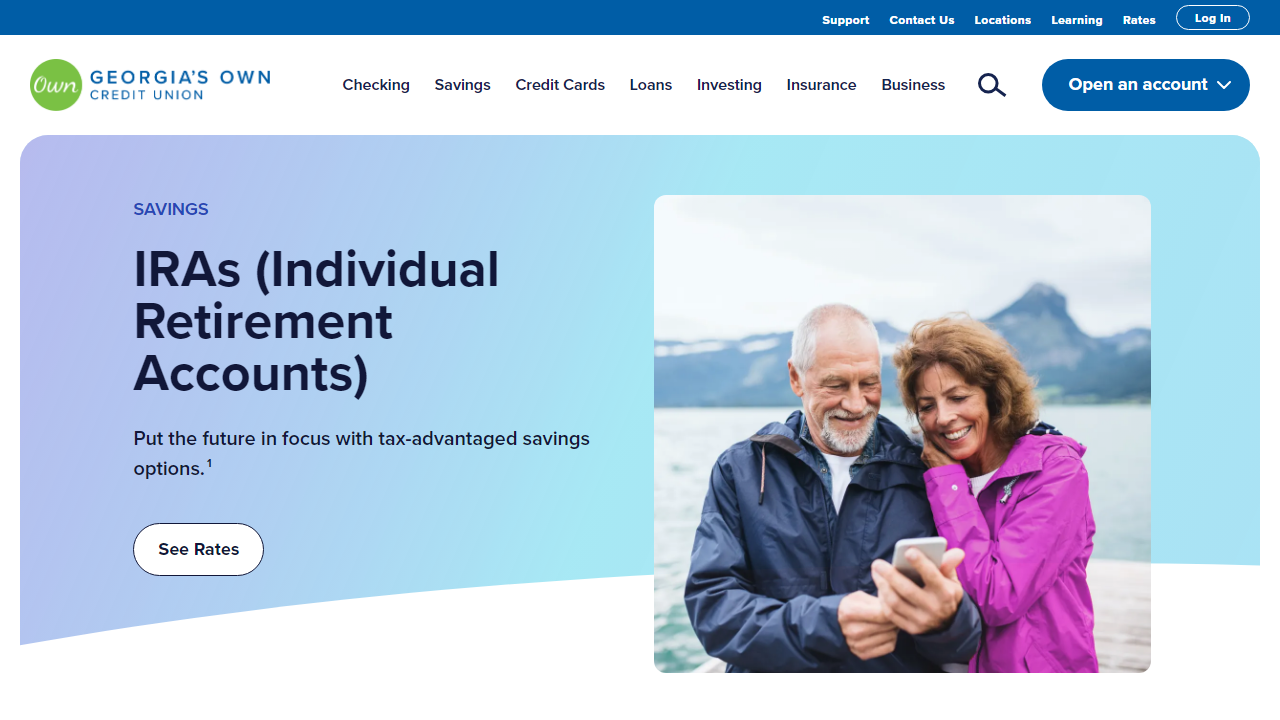 Support Contact Us Locations Learning Rates Log In
Own GEORGIA'S OWN
CREDIT UNION
Checking Savings Credit Cards Loans Investing Insurance Business Open an account
SAVINGS
IRAs (Individual
Retirement
Accounts)
Put the future in focus with tax-advantaged savings
options.¹
See Rates